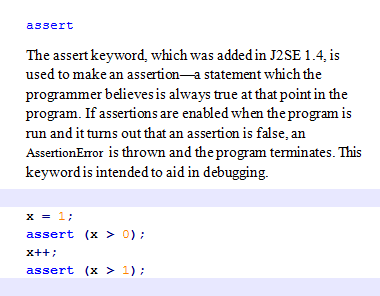 assert
The assert keyword, which was added in J2SE 1.4, is
used to make an assertion—a statement which the
programmer believes is always true at that point in the
program. If assertions are enabled when the program is
run and it turns out that an assertion is false, an
AssertionError is thrown and the program terminates. This
keyword is intended to aid in debugging.
x = 1;
assert (x > 0);
x++;
assert (x > 1);